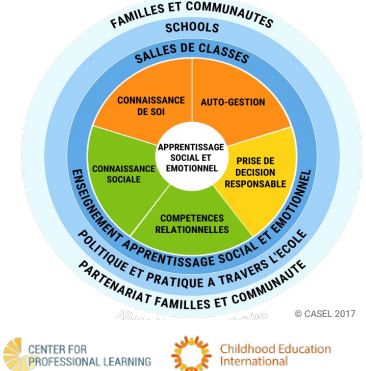 FAMILLES ET COMMUNAUTES
SCHOOLS
SALLES DE CLASSES
CONNAISSANCE
DE SOI
AUTO-GESTION
APPRENTISSAGE
SOCIAL ET
EMOTIONNEL
CONNAISSANCE
SOCIALE
PRISE DE
DECISION
RESPONSABLE
COMPETENCES
RELATIONNELLES
ENSEIGNEMENT APPRENTISSAGE SOCIAL ET EMOTIONNEL
POLITIQUE ET PRATIQUE A TRAVERS L'ECOLE
PARTENARIAT FAMILLES ET COMMUNAUTE
© CASEL 2017
CENTER FOR
PROFESSIONAL LEARNING
Childhood Education
International